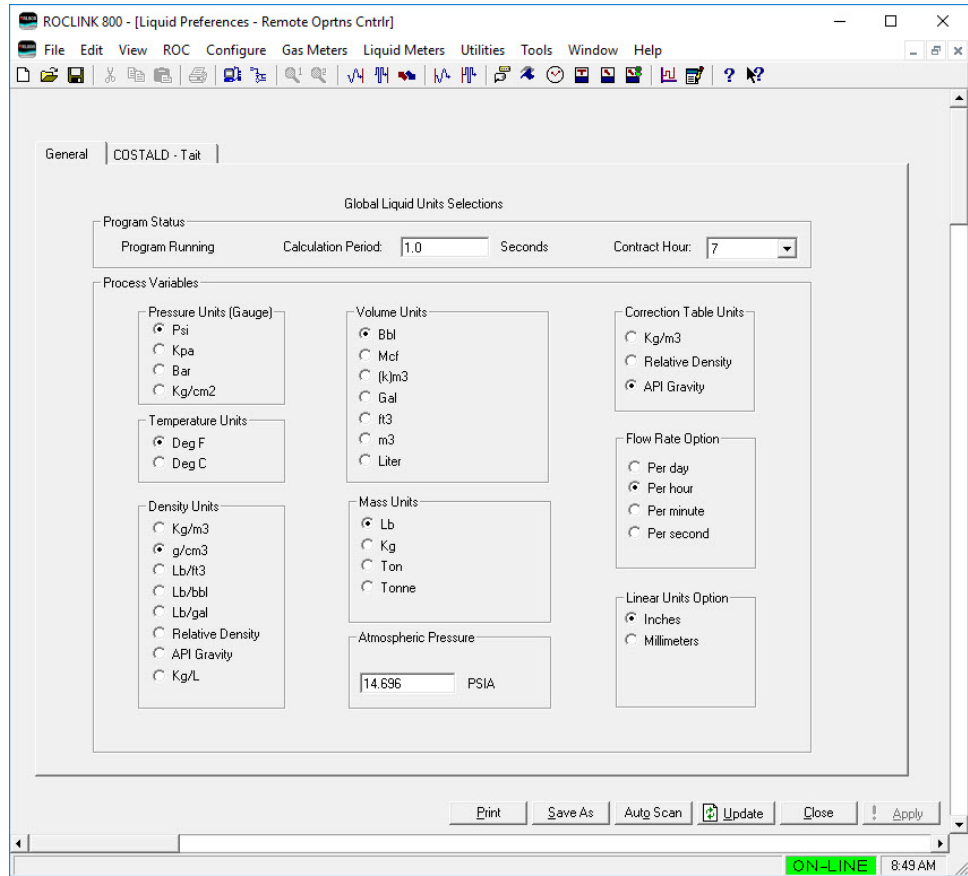 ROCLINK 800 - [Liquid Preferences - Remote Oprtns Cntrlr]
File Edit View ROC Configure Gas Meters Liquid Meters Utilities Tools Window Help
General COSTALD - Tait
Global Liquid Units Selections
Program Status
Program Running Calculation Period: 1.0 Seconds Contract Hour: 7
Process Variables
Pressure Units (Gauge)
Psi
Kpa
Bar
Kg/cm2
Temperature Units
Deg F
Deg C
Density Units
Kg/m3
g/cm3
Lb/ft3
Lb/bbl
Lb/gal
Relative Density
API Gravity
Kg/L
Volume Units
Bbl
Mcf
(k)m3
Gal
ft3
m3
Liter
Mass Units
Lb
Kg
Ton
Tonne
Atmospheric Pressure
14.696 PSIA
Correction Table Units
Kg/m3
Relative Density
API Gravity
Flow Rate Option
Per day
Per hour
Per minute
Per second
Linear Units Option
Inches
Millimeters
Print Save As Auto Scan Update Close ! Apply
ON-LINE 8:49 AM